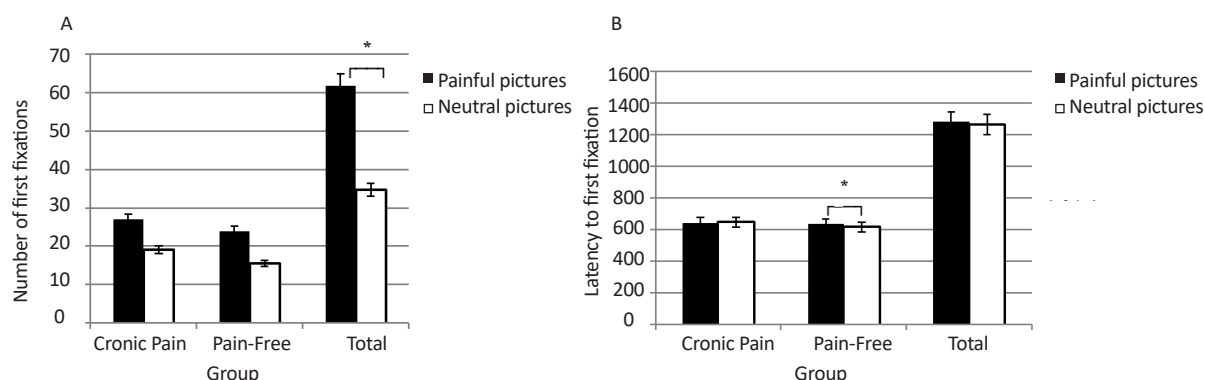 A
Number of first fixations
70
60
50
40
30
20
10
0
*
Painful pictures
Neutral pictures
Cronic Pain
Pain-Free
Total
Group
B
Latency to first fixation
1600
1400
1200
1000
800
600
400
200
0
*
Painful pictures
Neutral pictures
Cronic Pain
Pain-Free
Total
Group